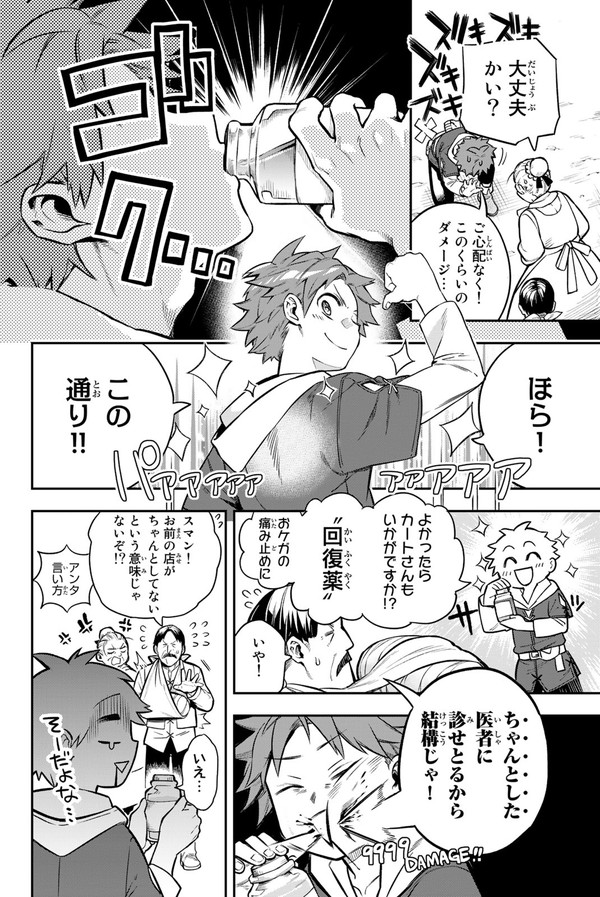 大丈夫
かい?
ズキ
ズキ
ズキ
ズキ
ご心配なく!
このくらいの
ダメージ…
ゴク
ゴク…
ほら!
この
通り!!
パアァァァァ
アァァァァァ
よかったら
カートさんも
いかがですか!?
おケガの
痛み止めに
“回復薬”
いや!
ちゃんとした
医者に
診せとるから
結構じゃ!
9999
DAMAGE!!
スマン!
お前の店が
ちゃんとしてない
という意味じゃ
ないぞ!?
アンタ
言い方
いえ…
そーだよな…